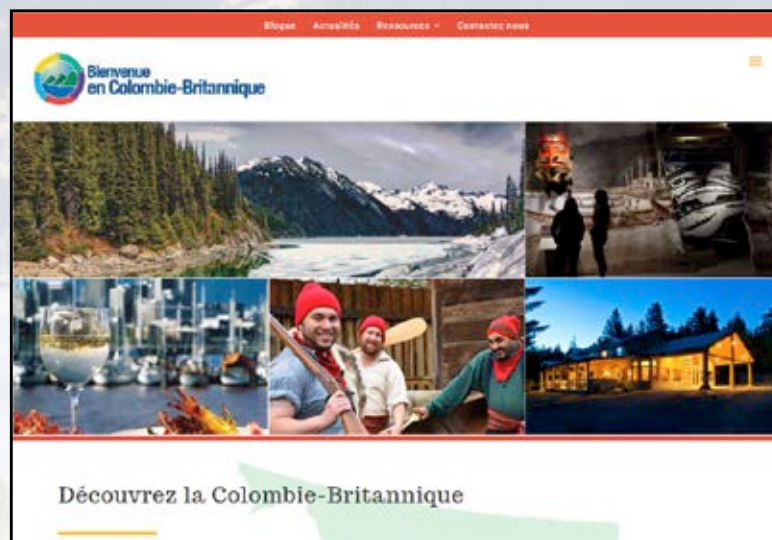 Blogue Actualités Ressources Contactez nous
Bienvenue
en Colombie-Britannique
Découvrez la Colombie-Britannique